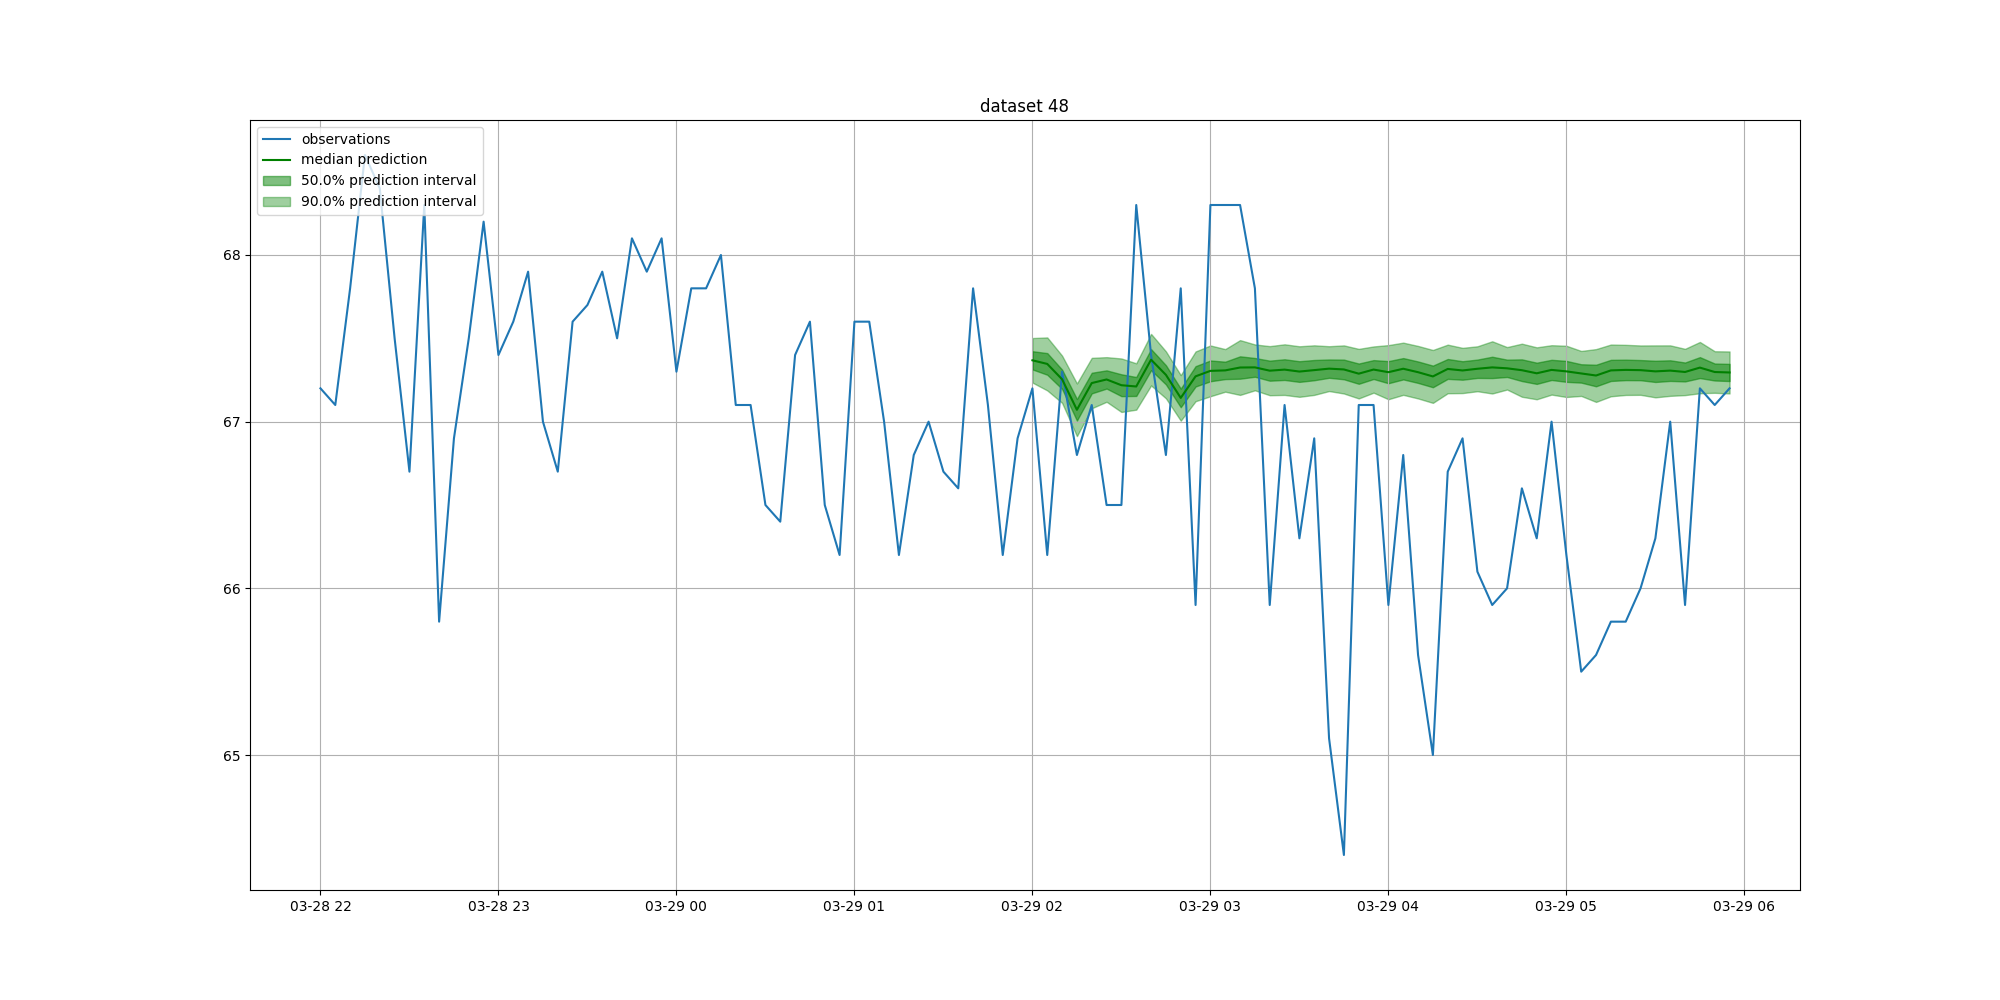 dataset 48
observations
median prediction
50.0% prediction interval
90.0% prediction interval
68
67
66
65
03-28 22
03-28 23
03-29 00
03-29 01
03-29 02
03-29 03
03-29 04
03-29 05
03-29 06